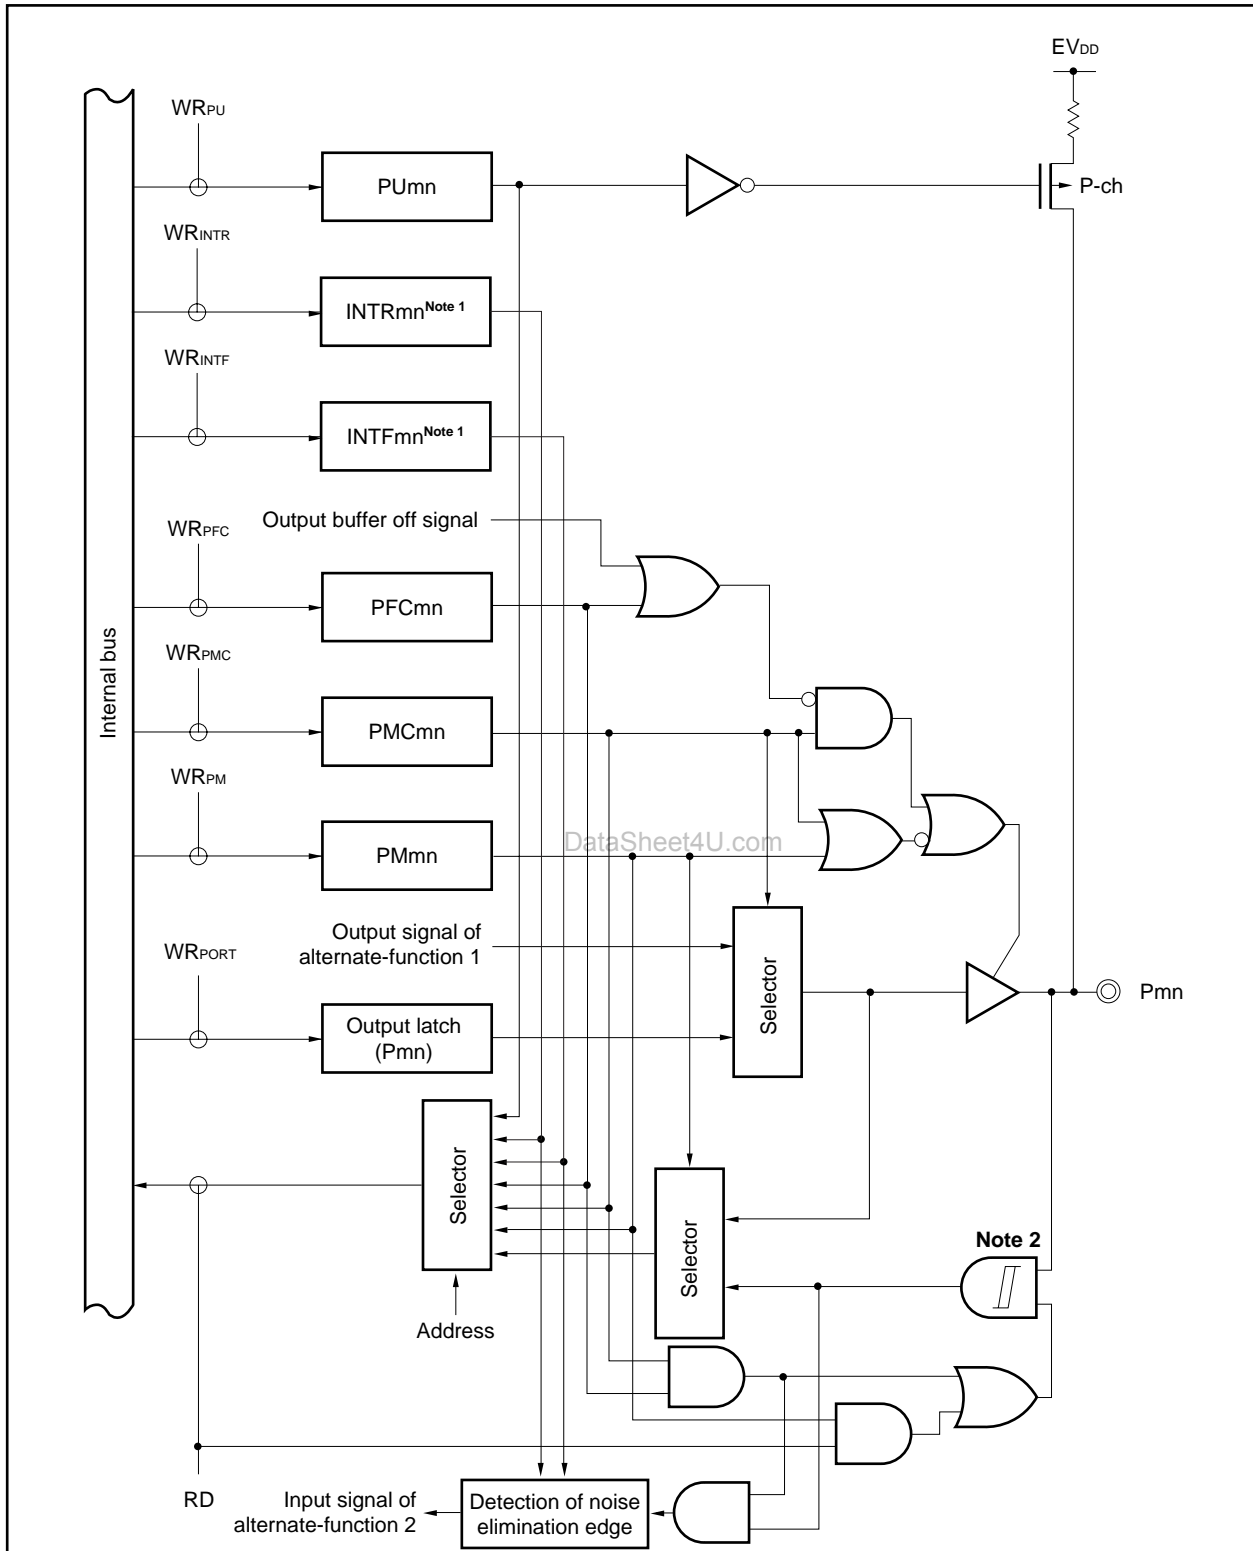 EVDD
WRPU
PUmn
P-ch
WRINTR
INTRmnNote 1
WRINTF
INTFmnNote 1
Output buffer off signal
WRPFC
PFCmn
Internal bus
WRPMC
PMCmn
WRPM
PMmn
DataSheet4U.com
Output signal of
alternate-function 1
WRPORT
Selector
Output latch
(Pmn)
Pmn
Selector
Selector
Note 2
Address
RD
Input signal of
alternate-function 2
Detection of noise
elimination edge